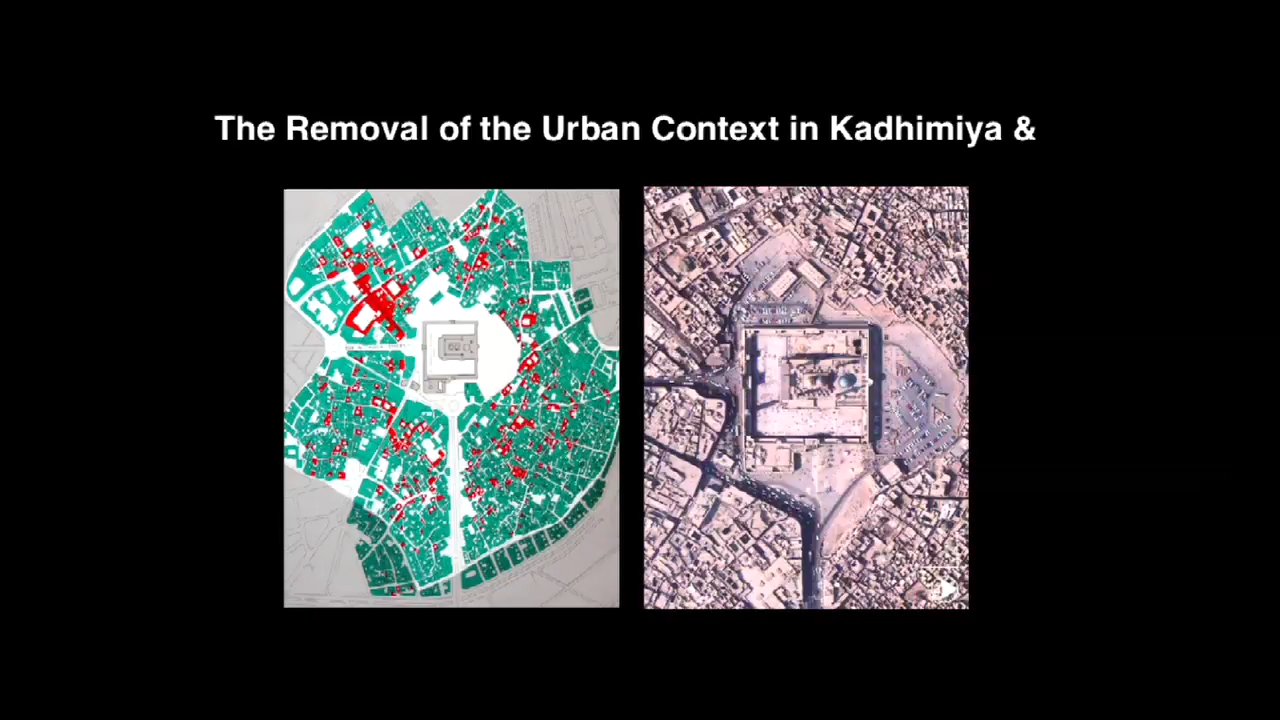 The Removal of the Urban Context in Kadhimiya &